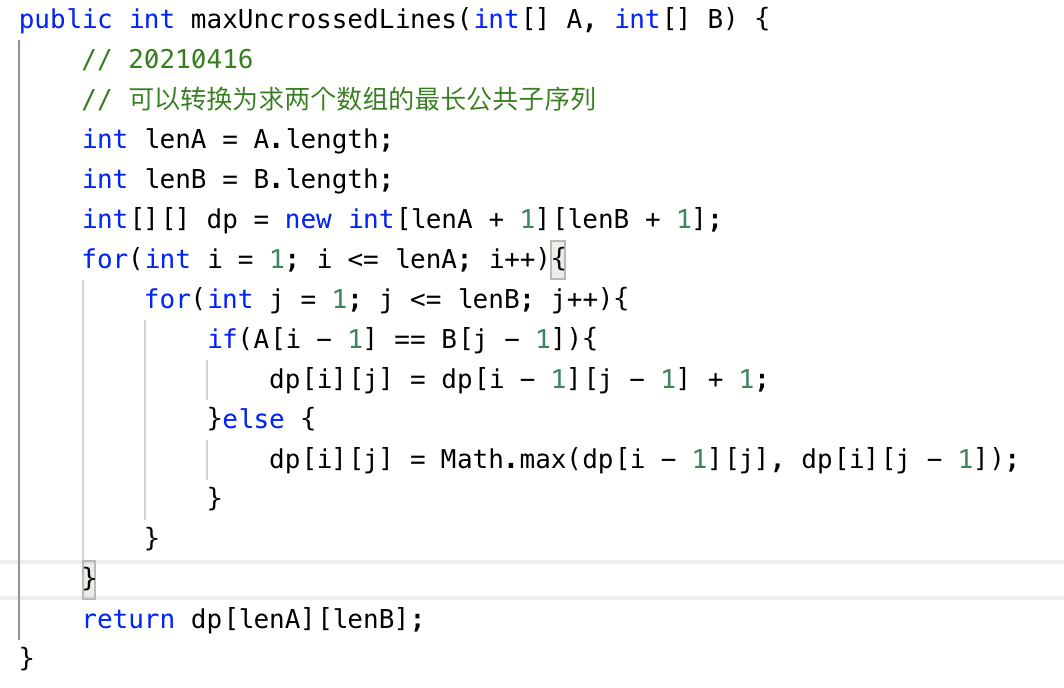 public int maxUncrossedLines(int[] A, int[] B) {
    // 20210416
    // 可以转换为求两个数组的最长公共子序列
    int lenA = A.length;
    int lenB = B.length;
    int[][] dp = new int[lenA + 1][lenB + 1];
    for(int i = 1; i <= lenA; i++){
        for(int j = 1; j <= lenB; j++){
            if(A[i - 1] == B[j - 1]){
                dp[i][j] = dp[i - 1][j - 1] + 1;
            }else {
                dp[i][j] = Math.max(dp[i - 1][j], dp[i][j - 1]);
            }
        }
    }
    return dp[lenA][lenB];
}